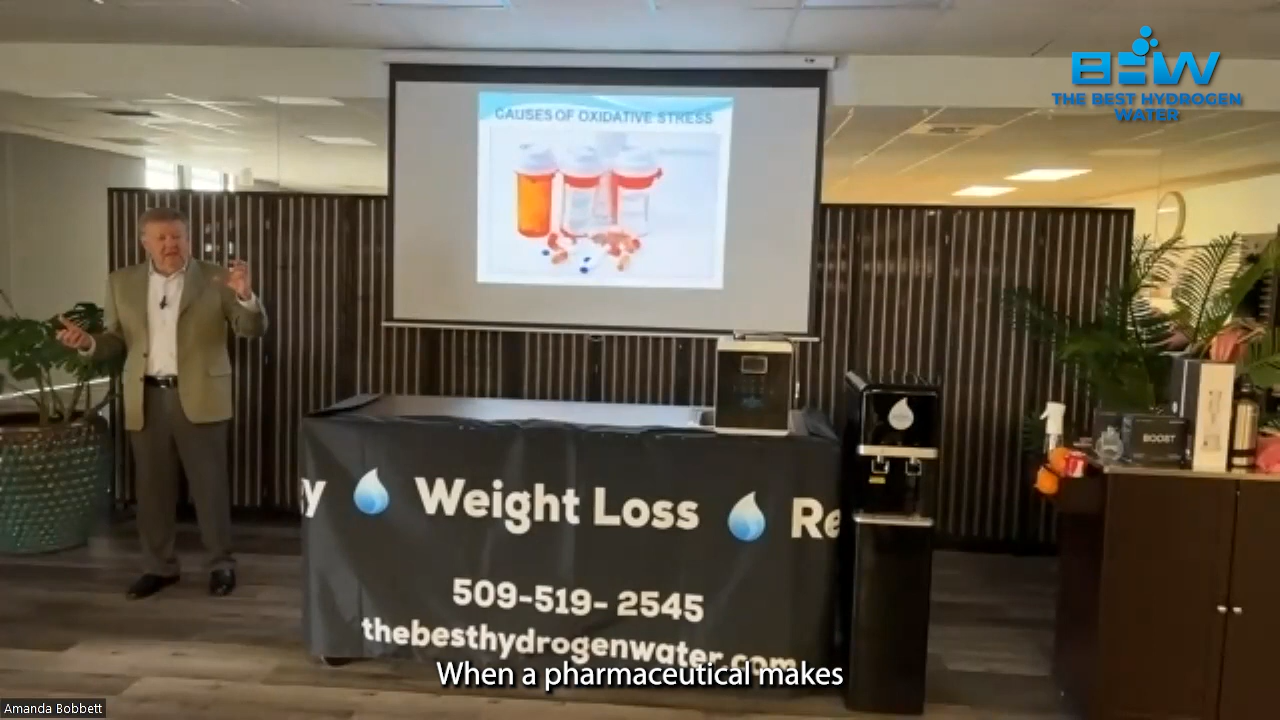 BHW
THE BEST HYDROGEN
WATER
CAUSES OF OXIDATIVE STRESS
BOOST
Weight Loss
509-519- 2545
thebesthydrogenwater.com
When a pharmaceutical makes
Amanda Bobbett